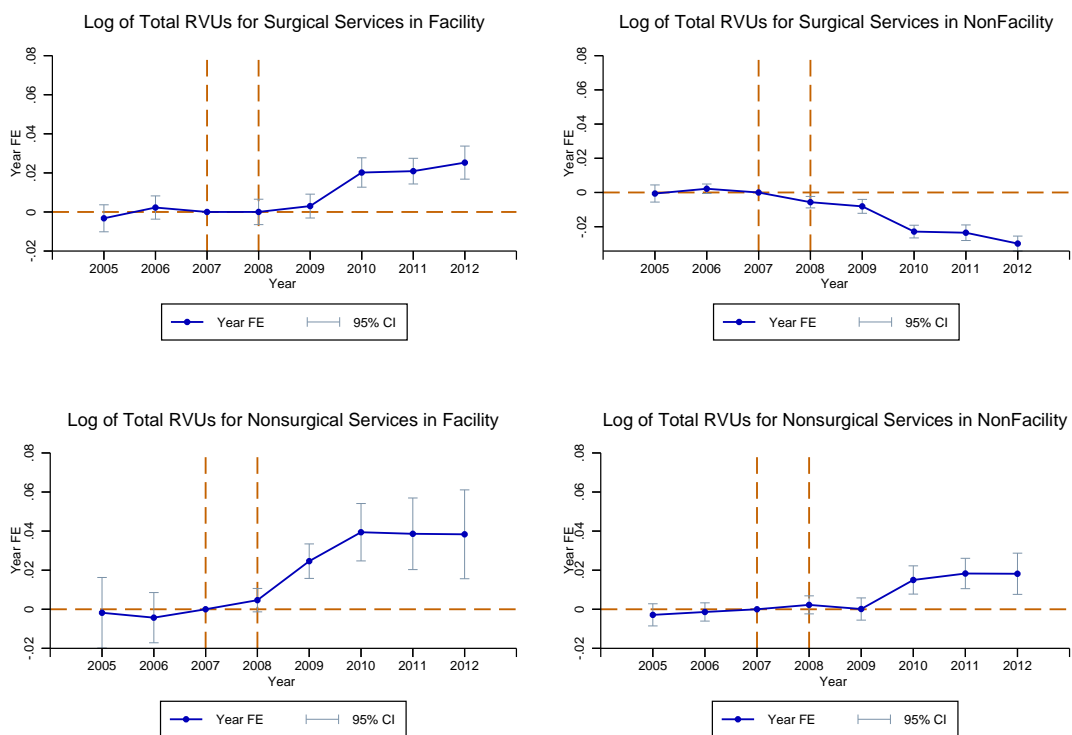 Log of Total RVUs for Surgical Services in Facility
Year FE
.08
.06
.04
.02
0
-.02
2005 2006 2007 2008 2009 2010 2011 2012
Year
Year FE 95% CI
Log of Total RVUs for Surgical Services in NonFacility
Year FE
.08
.06
.04
.02
0
-.02
2005 2006 2007 2008 2009 2010 2011 2012
Year
Year FE 95% CI
Log of Total RVUs for Nonsurgical Services in Facility
Year FE
.08
.06
.04
.02
0
-.02
2005 2006 2007 2008 2009 2010 2011 2012
Year
Year FE 95% CI
Log of Total RVUs for Nonsurgical Services in NonFacility
Year FE
.08
.06
.04
.02
0
-.02
2005 2006 2007 2008 2009 2010 2011 2012
Year
Year FE 95% CI